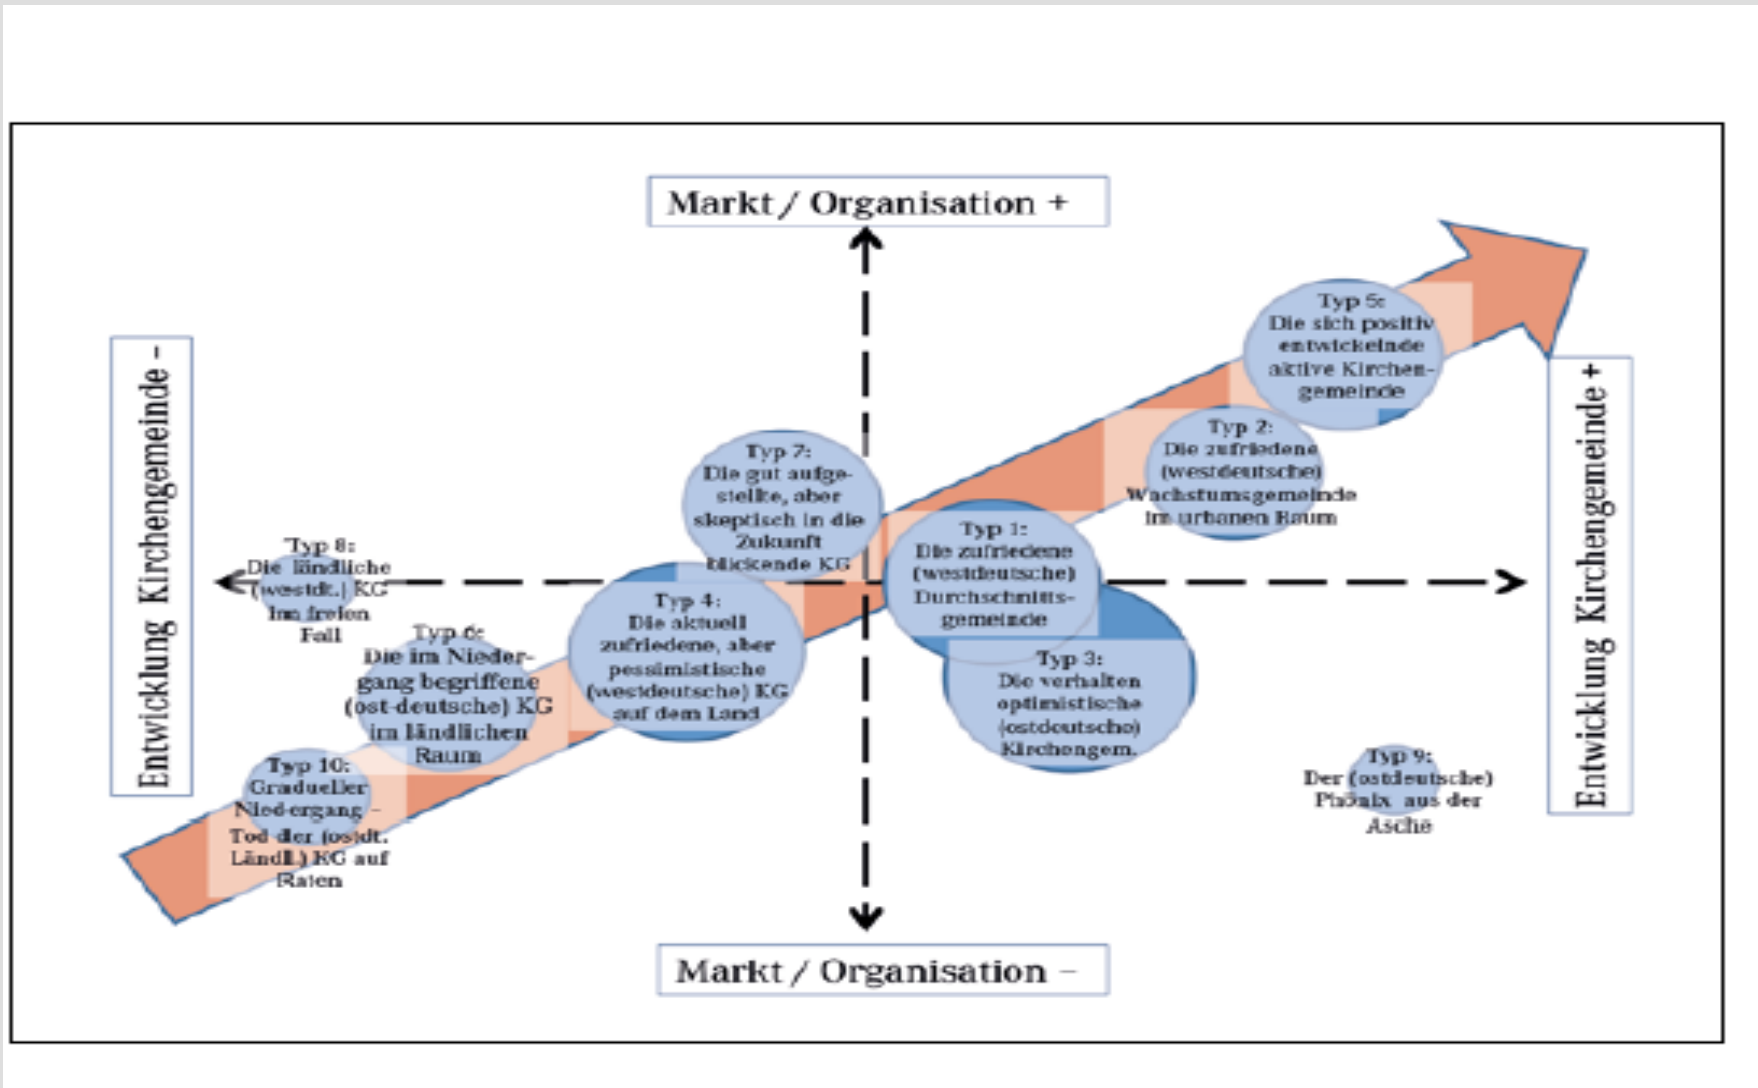 Markt / Organisation +
Entwicklung Kirchengemeinde -
Typ 5:
Die sich positiv
entwickelnde
aktive Kirchen-
gemeinde
Typ 2:
Die zufriedene
(westdeutsche)
Wachstumsgemeinde
im urbanen Raum
Typ 7:
Die gut aufge-
stellte, aber
skeptisch in die
Zukunft
blickende KG
Typ 1:
Die zufriedene
(westdeutsche)
Durchschnitts-
gemeinde
Typ 8:
Die ländliche
(westdt.) KG
im freien
Fall
Typ 4:
Die aktuell
zufriedene, aber
pessimistische
(westdeutsche) KG
auf dem Land
Typ 6:
Die im Nieder-
gang begriffene
(ost-deutsche) KG
im ländlichen
Raum
Typ 3:
Die verhalten
optimistische
(ostdeutsche)
Kirchengem.
Typ 10:
Gradueller
Niedergang –
Tod der (ostdt.
Ländl.) KG auf
Raten
Typ 9:
Der (ostdeutsche)
Phönix aus der
Asche
Entwicklung Kirchengemeinde +
Markt / Organisation –